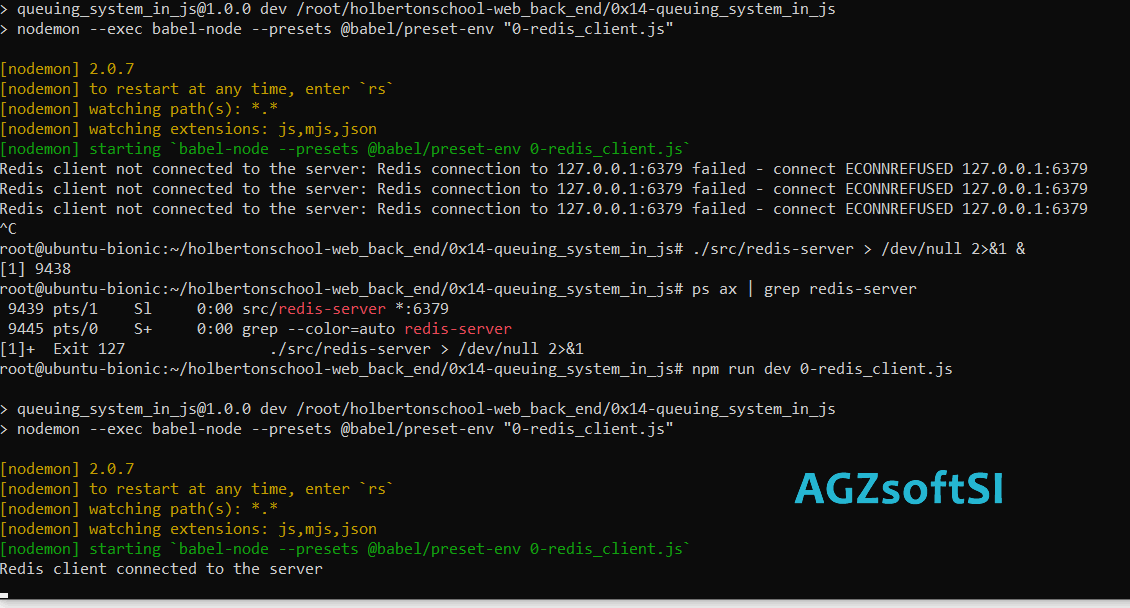 > queuing_system_in_js@1.0.0 dev /root/holbertonschool-web_back_end/0x14-queuing_system_in_js
> nodemon --exec babel-node --presets @babel/preset-env "0-redis_client.js"
[nodemon] 2.0.7
[nodemon] to restart at any time, enter `rs`
[nodemon] watching path(s): *.*
[nodemon] watching extensions: js,mjs,json
[nodemon] starting `babel-node --presets @babel/preset-env 0-redis_client.js`
Redis client not connected to the server: Redis connection to 127.0.0.1:6379 failed - connect ECONNREFUSED 127.0.0.1:6379
Redis client not connected to the server: Redis connection to 127.0.0.1:6379 failed - connect ECONNREFUSED 127.0.0.1:6379
Redis client not connected to the server: Redis connection to 127.0.0.1:6379 failed - connect ECONNREFUSED 127.0.0.1:6379
^C
root@ubuntu-bionic:~/holbertonschool-web_back_end/0x14-queuing_system_in_js# ./src/redis-server > /dev/null 2>&1 &
[1] 9438
root@ubuntu-bionic:~/holbertonschool-web_back_end/0x14-queuing_system_in_js# ps ax | grep redis-server
 9439 pts/1    Sl     0:00 src/redis-server *:6379
 9445 pts/0    S+     0:00 grep --color=auto redis-server
[1]+  Exit 127                ./src/redis-server > /dev/null 2>&1
root@ubuntu-bionic:~/holbertonschool-web_back_end/0x14-queuing_system_in_js# npm run dev 0-redis_client.js
> queuing_system_in_js@1.0.0 dev /root/holbertonschool-web_back_end/0x14-queuing_system_in_js
> nodemon --exec babel-node --presets @babel/preset-env "0-redis_client.js"
[nodemon] 2.0.7
[nodemon] to restart at any time, enter `rs`
[nodemon] watching path(s): *.*
[nodemon] watching extensions: js,mjs,json
[nodemon] starting `babel-node --presets @babel/preset-env 0-redis_client.js`
Redis client connected to the server
AGZsoftSI